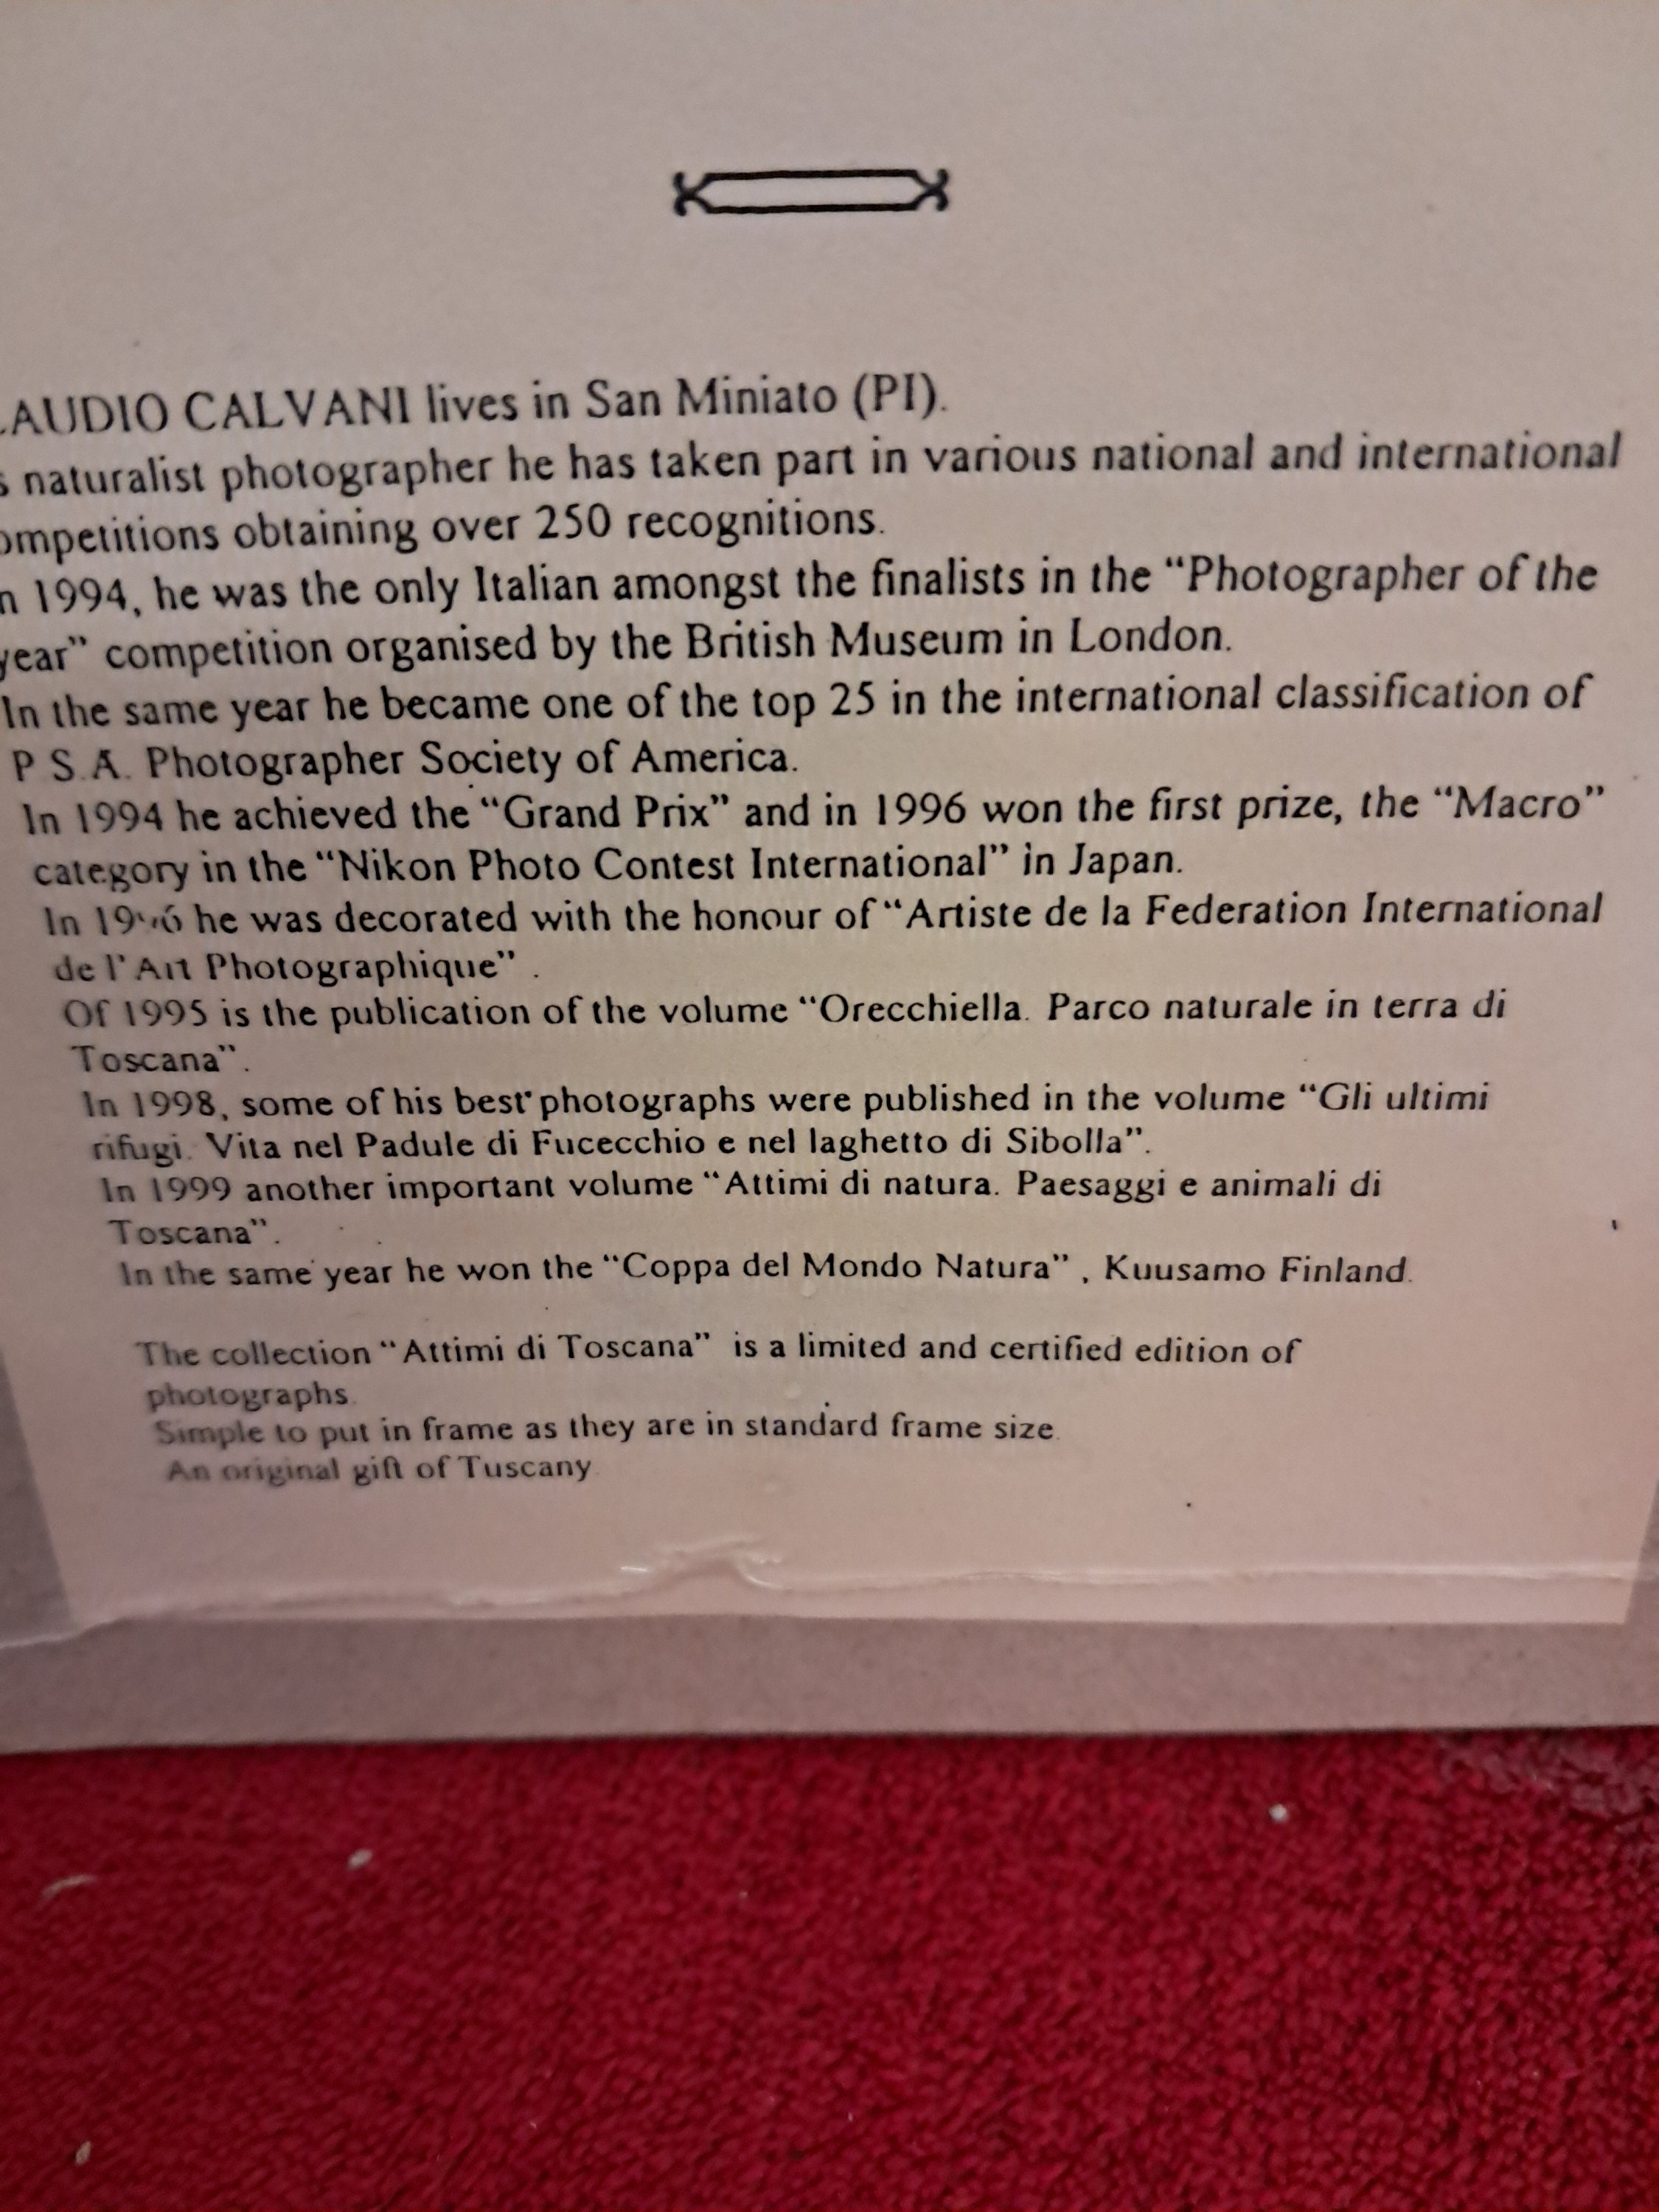 LAUDIO CALVANI lives in San Miniato (PI).
s naturalist photographer he has taken part in various national and international
ompetitions obtaining over 250 recognitions.
n 1994, he was the only Italian amongst the finalists in the “Photographer of the
year” competition organised by the British Museum in London.
In the same year he became one of the top 25 in the international classification of
P.S.A. Photographer Society of America.
In 1994 he achieved the “Grand Prix” and in 1996 won the first prize, the “Macro”
category in the “Nikon Photo Contest International” in Japan.
In 1996 he was decorated with the honour of “Artiste de la Federation International
de l’Art Photographique” .
Of 1995 is the publication of the volume “Orecchiella. Parco naturale in terra di
Toscana”.
In 1998, some of his best photographs were published in the volume “Gli ultimi
rifugi. Vita nel Padule di Fucecchio e nel laghetto di Sibolla”.
In 1999 another important volume “Attimi di natura. Paesaggi e animali di
Toscana”.
In the same year he won the “Coppa del Mondo Natura” , Kuusamo Finland.
The collection “Attimi di Toscana” is a limited and certified edition of
photographs.
Simple to put in frame as they are in standard frame size.
An original gift of Tuscany